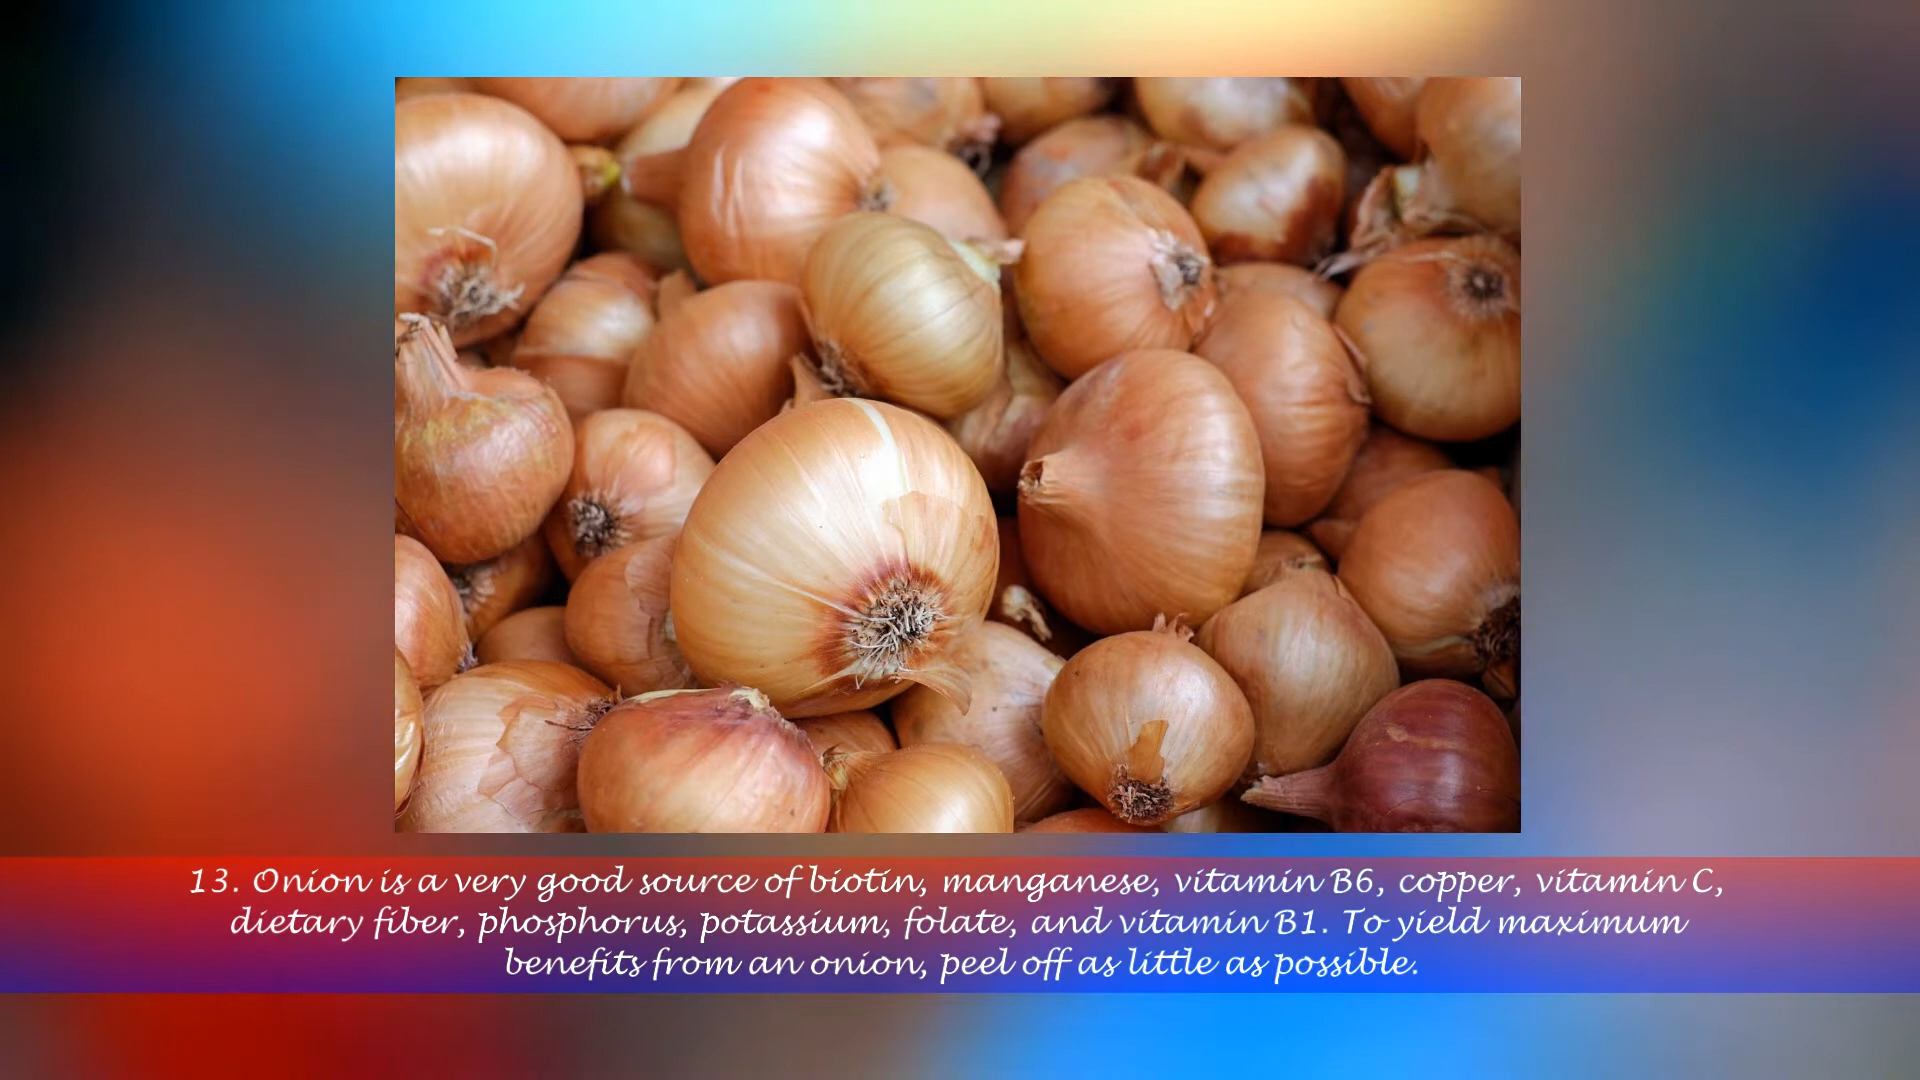 13. Onion is a very good source of biotin, manganese, vitamin B6, copper, vitamin C,
dietary fiber, phosphorus, potassium, folate, and vitamin B1. To yield maximum
benefits from an onion, peel off as little as possible.